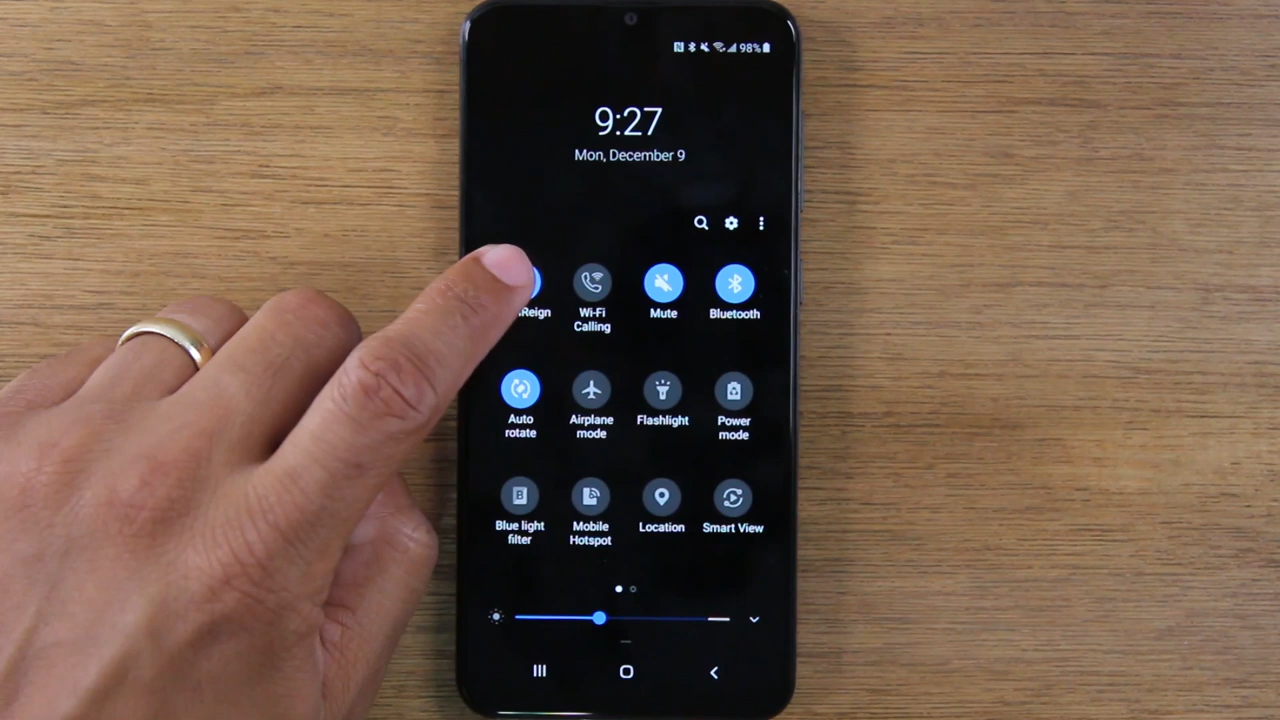 98%
9:27
Mon, December 9
Reign
Wi-Fi
Calling
Mute
Bluetooth
Auto
rotate
Airplane
mode
Flashlight
Power
mode
Blue light
filter
Mobile
Hotspot
Location
Smart View